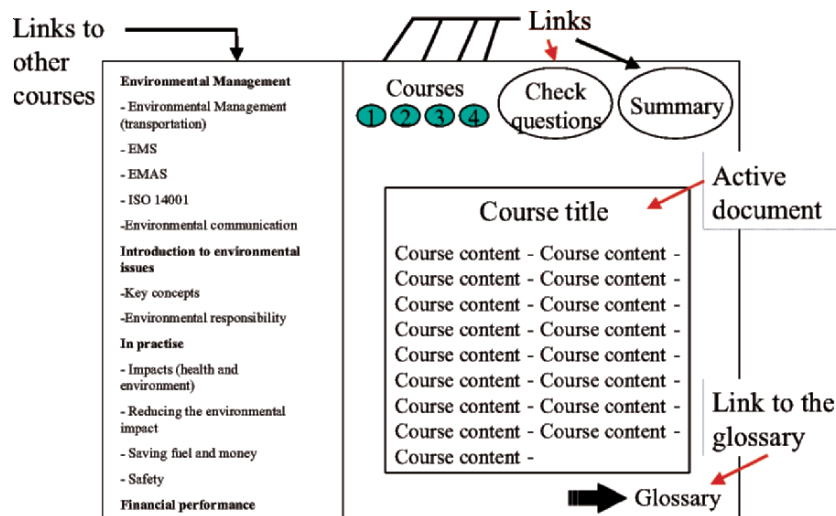 Links to
other
courses
Links
Environmental Management
- Environmental Management
(transportation)
- EMS
- EMAS
- ISO 14001
-Environmental communication
Introduction to environmental
issues
-Key concepts
-Environmental responsibility
In practise
- Impacts (health and
environment)
- Reducing the environmental
impact
- Saving fuel and money
- Safety
Financial performance
Courses
1 2 3 4
Check
questions
Summary
Active
document
Course title
Course content - Course content -
Course content - Course content -
Course content - Course content -
Course content - Course content -
Course content - Course content -
Course content - Course content -
Course content - Course content -
Course content - Course content -
Course content -
Link to the
glossary
Glossary